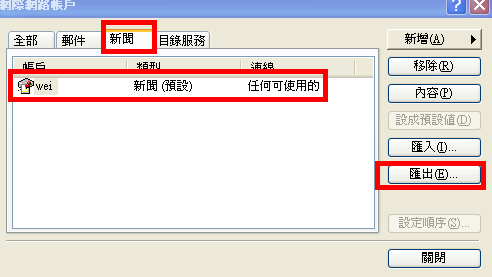 網際網路帳戶
全部 郵件 新聞 目錄服務
帳戶 類型 連線
wei 新聞 (預設) 任何可使用的
新增(A)
移除(R)
內容(P)
設成預設值(D)
匯入(I)...
匯出(E)...
設定順序(S)...
關閉